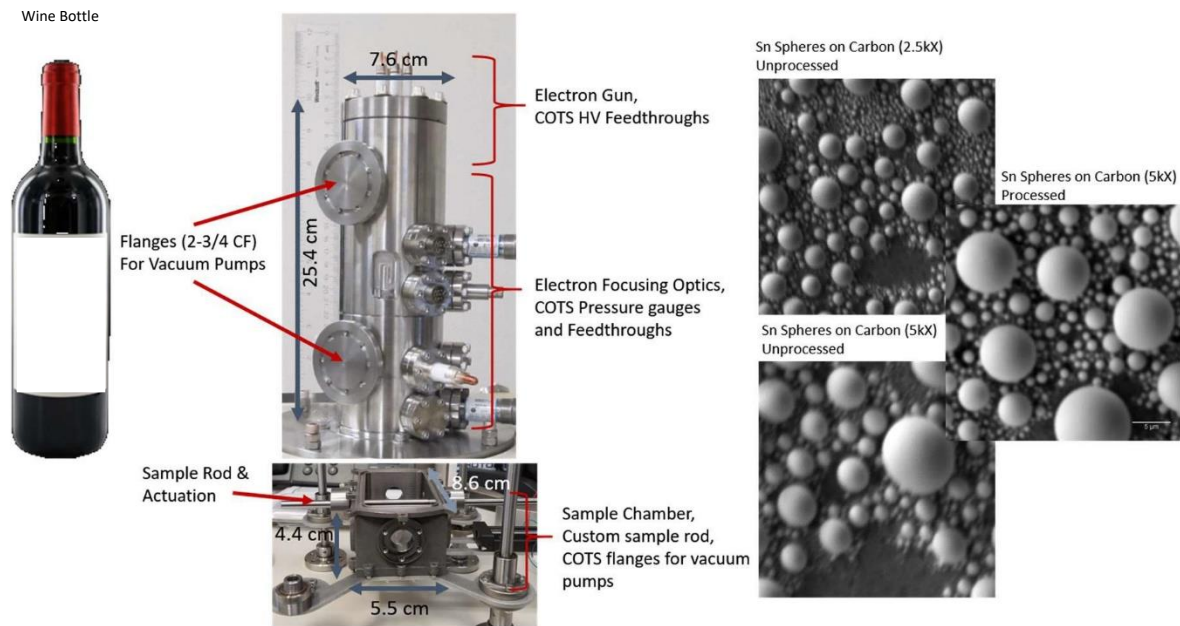 Wine Bottle
7.6 cm
25.4 cm
Electron Gun,
COTS HV Feedthroughs
Flanges (2-3/4 CF)
For Vacuum Pumps
Electron Focusing Optics,
COTS Pressure gauges
and Feedthroughs
Sample Rod &
Actuation
8.6 cm
4.4 cm
5.5 cm
Sample Chamber,
Custom sample rod,
COTS flanges for vacuum
pumps
Sn Spheres on Carbon (2.5kX)
Unprocessed
Sn Spheres on Carbon (5kX)
Processed
5 μm
Sn Spheres on Carbon (5kX)
Unprocessed